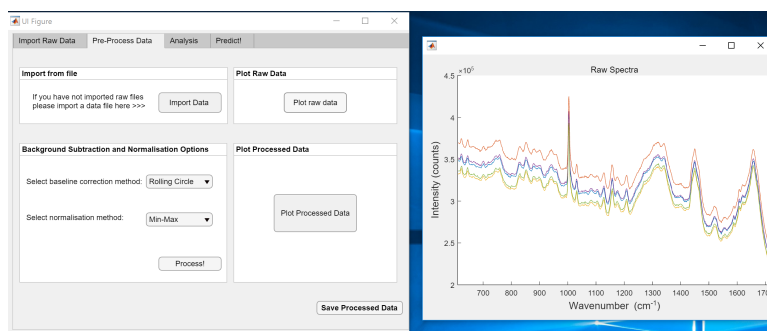 UI Figure
Import Raw Data
Pre-Process Data
Analysis
Predict!
Import from file
If you have not imported raw files
please import a data file here >>>
Import Data
Plot Raw Data
Plot raw data
Background Subtraction and Normalisation Options
Select baseline correction method:
Rolling Circle
Select normalisation method:
Min-Max
Process!
Plot Processed Data
Plot Processed Data
Save Processed Data
×10⁵
Raw Spectra
4.5
4
3.5
3
2.5
2
Intensity (counts)
700 800 900 1000 1100 1200 1300 1400 1500 1600
Wavenumber (cm⁻¹)